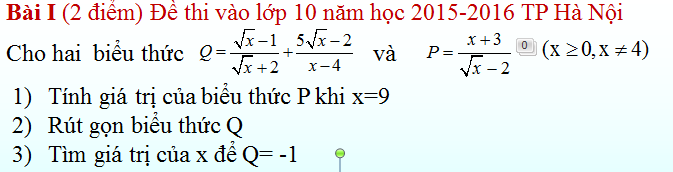 Bài I (2 điểm) Đề thi vào lớp 10 năm học 2015-2016 TP Hà Nội
Cho hai biểu thức Q = (√x − 1)/(√x + 2) + (5√x − 2)/(x − 4) và P = (x + 3)/(√x − 2) 0 (x ≥ 0, x ≠ 4)
1) Tính giá trị của biểu thức P khi x=9
2) Rút gọn biểu thức Q
3) Tìm giá trị của x để Q= -1